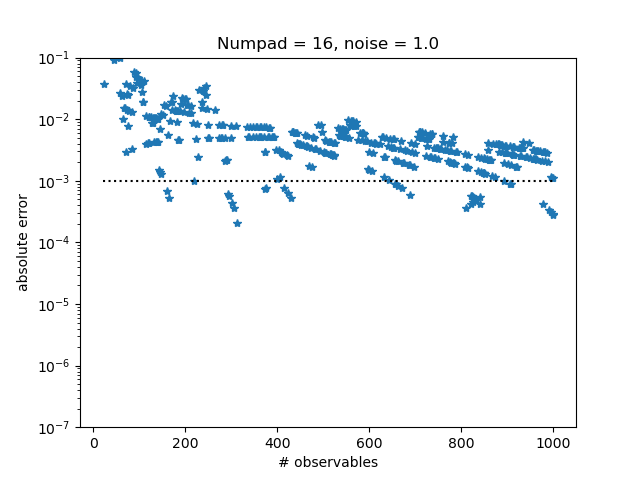 Numpad = 16, noise = 1.0
absolute error
10⁻¹
10⁻²
10⁻³
10⁻⁴
10⁻⁵
10⁻⁶
10⁻⁷
0 200 400 600 800 1000
# observables